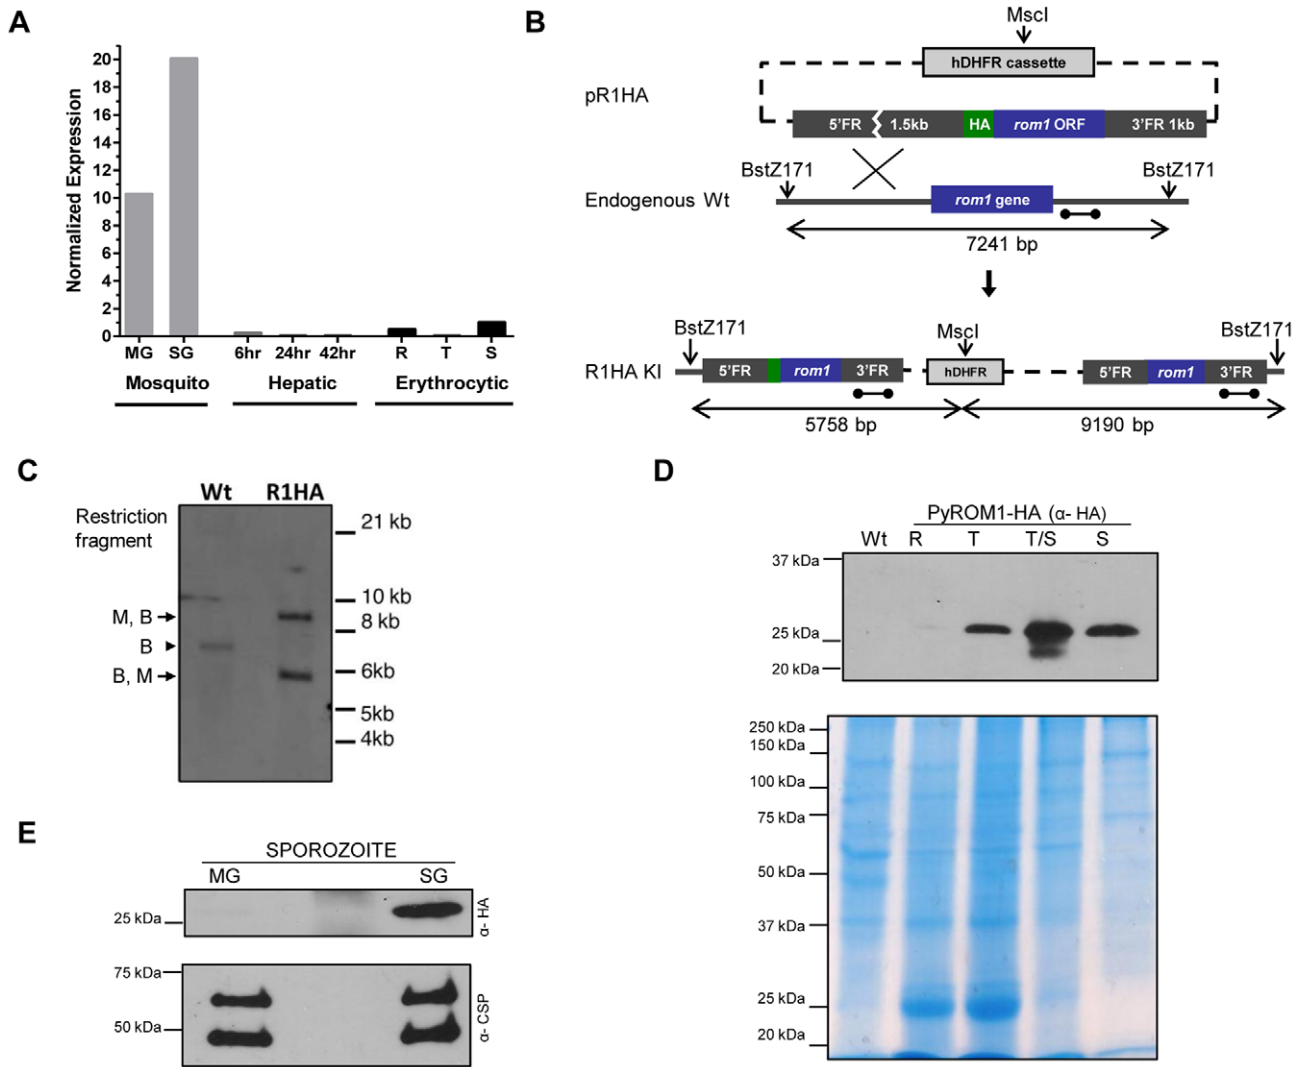 A
Normalized Expression
20
18
16
14
12
10
8
6
4
2
0
MG SG 6hr 24hr 42hr R T S
Mosquito Hepatic Erythrocytic
B
MscI
hDHFR cassette
pR1HA
5'FR 1.5kb HA rom1 ORF 3'FR 1kb
BstZ171 BstZ171
Endogenous Wt
rom1 gene
7241 bp
BstZ171 MscI BstZ171
R1HA KI
5'FR rom1 3'FR hDHFR 5'FR rom1 3'FR
5758 bp 9190 bp
C
Wt R1HA
Restriction
fragment
21 kb
10 kb
M, B
8 kb
B
B, M
6kb
5kb
4kb
D
PyROM1-HA (α- HA)
Wt R T T/S S
37 kDa
25 kDa
20 kDa
250 kDa
150 kDa
100 kDa
75 kDa
50 kDa
37 kDa
25 kDa
20 kDa
E
SPOROZOITE
MG SG
25 kDa
α- HA
75 kDa
50 kDa
α- CSP